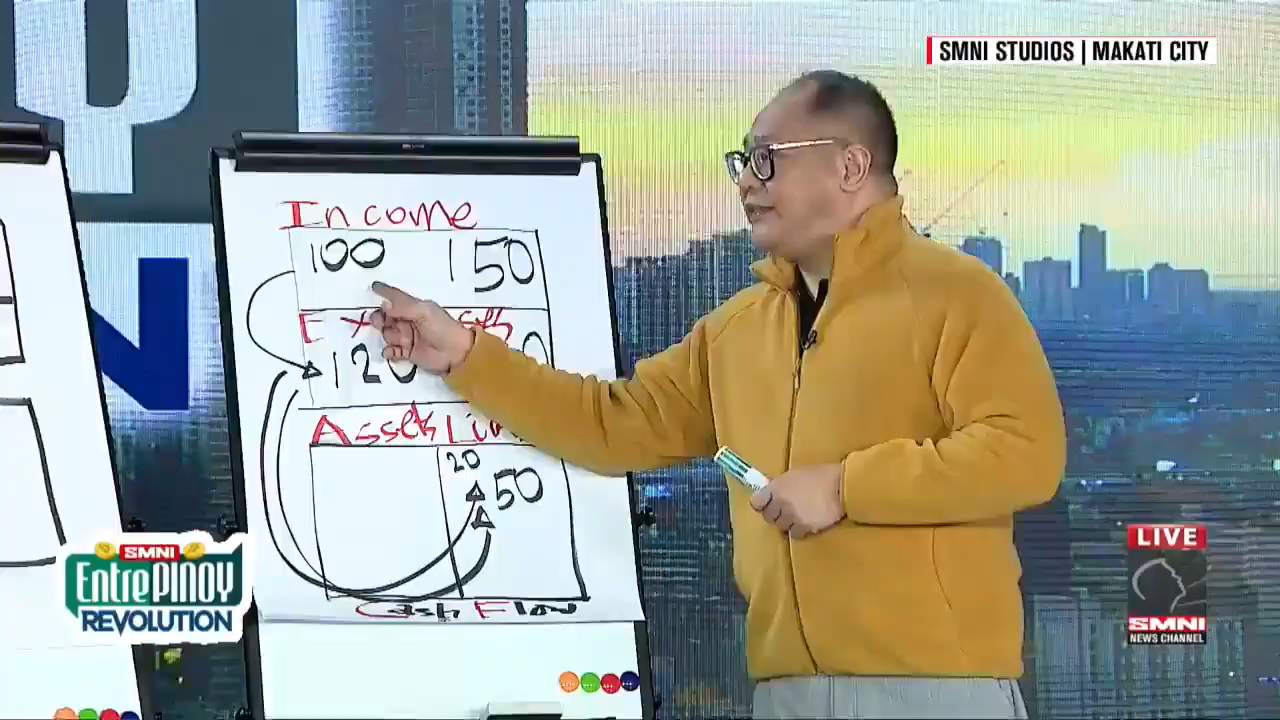 SMNI STUDIOS | MAKATI CITY
Income
100 150
120
Assets
20
50
Cash Flow
SMNI
EntrePINOY
REVOLUTION
LIVE
SMNI
NEWS CHANNEL